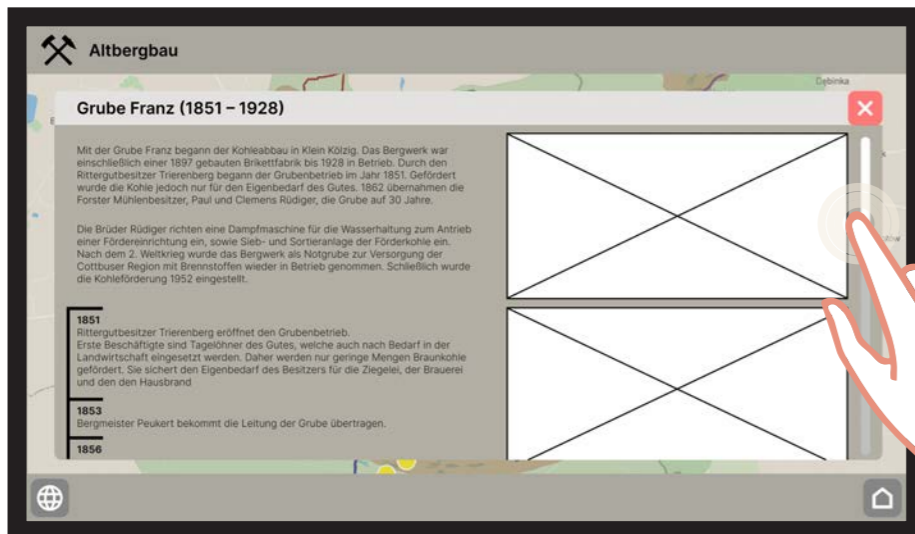 Altbergbau
Gębinka
Grube Franz (1851 – 1928)
Mit der Grube Franz begann der Kohleabbau in Klein Kölzig. Das Bergwerk war
einschließlich einer 1897 gebauten Brikettfabrik bis 1928 in Betrieb. Durch den
Rittergutbesitzer Trierenberg begann der Grubenbetrieb im Jahr 1851. Gefördert
wurde die Kohle jedoch nur für den Eigenbedarf des Gutes. 1862 übernahmen die
Forster Mühlenbesitzer, Paul und Clemens Rüdiger, die Grube auf 30 Jahre.
Die Brüder Rüdiger richten eine Dampfmaschine für die Wasserhaltung zum Antrieb
einer Fördereinrichtung ein, sowie Sieb- und Sortieranlage der Förderkohle ein.
Nach dem 2. Weltkrieg wurde das Bergwerk als Notgrube zur Versorgung der
Cottbuser Region mit Brennstoffen wieder in Betrieb genommen. Schließlich wurde
die Kohleförderung 1952 eingestellt.
1851
Rittergutbesitzer Trierenberg eröffnet den Grubenbetrieb.
Erste Beschäftigte sind Tagelöhner des Gutes, welche auch nach Bedarf in der
Landwirtschaft eingesetzt werden. Daher werden nur geringe Mengen Braunkohle
gefördert. Sie sichert den Eigenbedarf des Besitzers für die Ziegelei, der Brauerei
und den den Hausbrand
1853
Bergmeister Peukert bekommt die Leitung der Grube übertragen.
1856